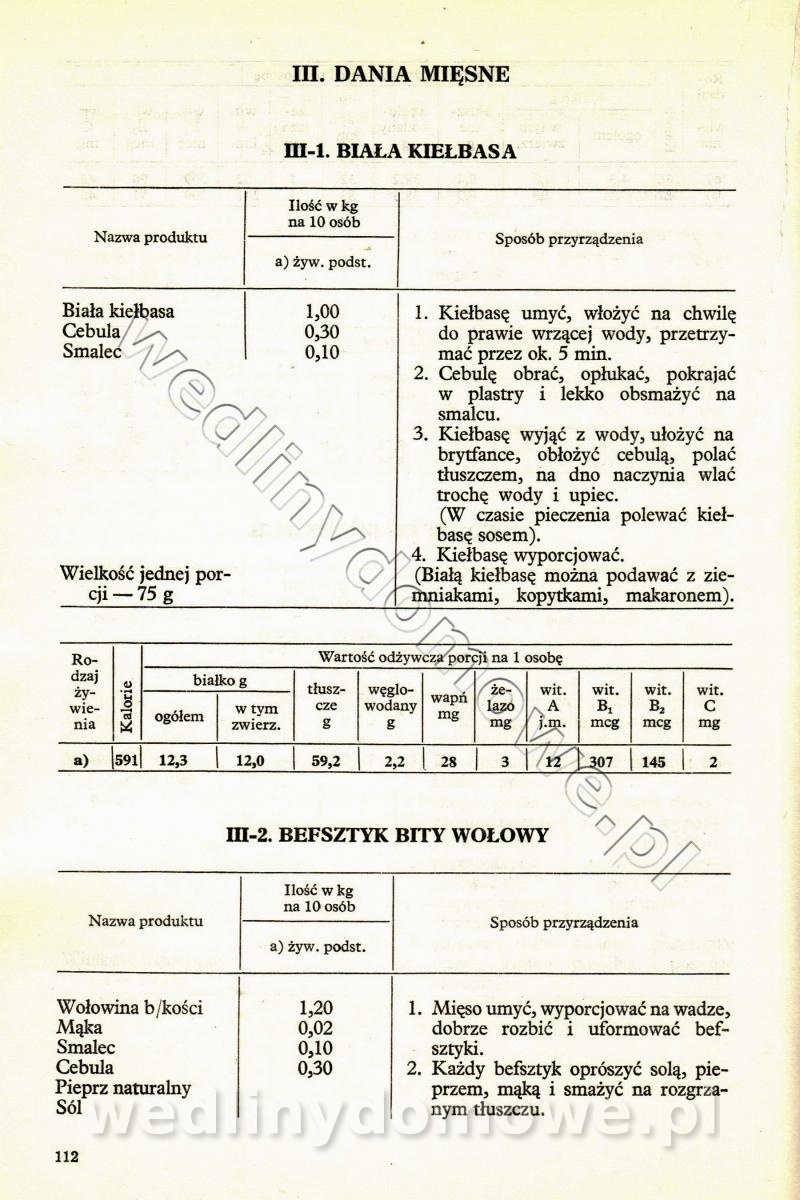 III. DANIA MIĘSNE
III-1. BIAŁA KIEŁBASA
Nazwa produktu
Ilość w kg
na 10 osób
a) żyw. podst.
Sposób przyrządzenia
Biała kiełbasa 1,00
Cebula 0,30
Smalec 0,10
1. Kiełbasę umyć, włożyć na chwilę
do prawie wrzącej wody, przetrzy-
mać przez ok. 5 min.
2. Cebulę obrać, opłukać, pokrajać
w plastry i lekko obsmażyć na
smalcu.
3. Kiełbasę wyjąć z wody, ułożyć na
brytfance, obłożyć cebulą, polać
tłuszczem, na dno naczynia wlać
trochę wody i upiec.
(W czasie pieczenia polewać kieł-
basę sosem).
4. Kiełbasę wyporcjować.
(Białą kiełbasę można podawać z zie-
mniakami, kopytkami, makaronem).
Wielkość jednej por-
cji — 75 g
Ro-
dzaj
ży-
wie-
nia
Kalorie
Wartość odżywcza porcji na 1 osobę
białko g
ogółem
w tym
zwierz.
tłusz-
cze
g
węglo-
wodany
g
wapń
mg
że-
lazo
mg
wit.
A
j.m.
wit.
B₁
mcg
wit.
B₂
mcg
wit.
C
mg
a) 591 12,3 12,0 59,2 2,2 28 3 12 307 145 2
III-2. BEFSZTYK BITY WOŁOWY
Nazwa produktu
Ilość w kg
na 10 osób
a) żyw. podst.
Sposób przyrządzenia
Wołowina b/kości 1,20
Mąka 0,02
Smalec 0,10
Cebula 0,30
Pieprz naturalny
Sól
1. Mięso umyć, wyporcjować na wadze,
dobrze rozbić i uformować bef-
sztyki.
2. Każdy befsztyk oprószyć solą, pie-
przem, mąką i smażyć na rozgrza-
nym tłuszczu.
112
wedlinydomowe.pl
wedlinydomowe.pl